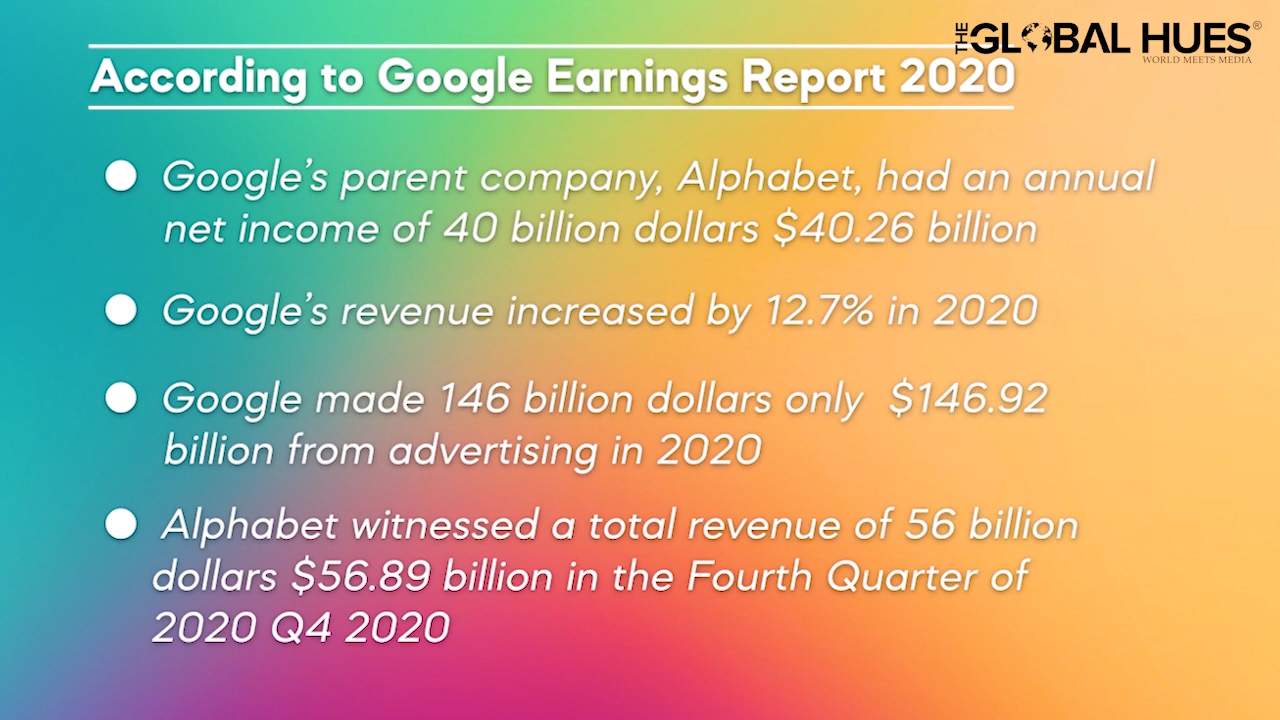 THE GLOBAL HUES®
WORLD MEETS MEDIA
According to Google Earnings Report 2020
● Google's parent company, Alphabet, had an annual
net income of 40 billion dollars $40.26 billion
● Google's revenue increased by 12.7% in 2020
● Google made 146 billion dollars only $146.92
billion from advertising in 2020
● Alphabet witnessed a total revenue of 56 billion
dollars $56.89 billion in the Fourth Quarter of
2020 Q4 2020